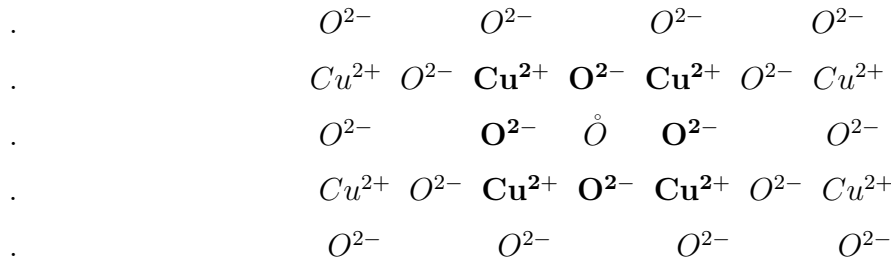 . O²⁻ O²⁻ O²⁻ O²⁻
. Cu²⁺ O²⁻ Cu²⁺ O²⁻ Cu²⁺ O²⁻ Cu²⁺
. O²⁻ O²⁻ O̊ O²⁻ O²⁻
. Cu²⁺ O²⁻ Cu²⁺ O²⁻ Cu²⁺ O²⁻ Cu²⁺
. O²⁻ O²⁻ O²⁻ O²⁻